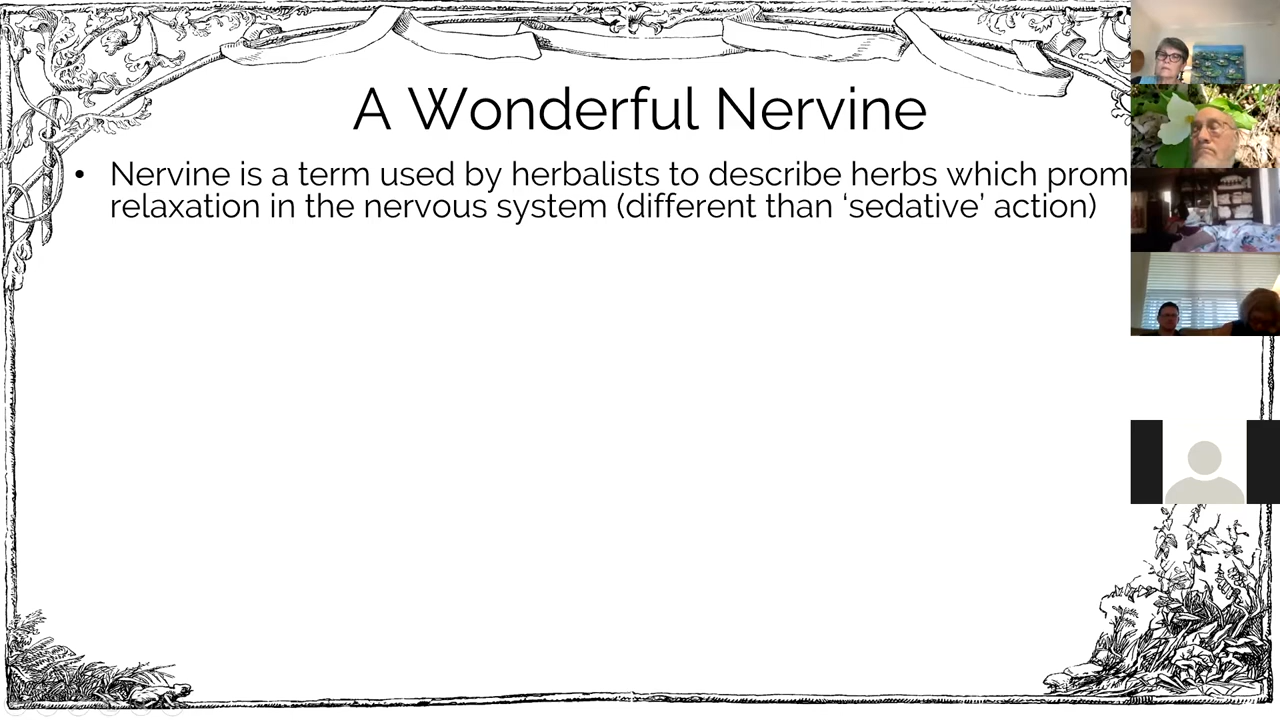 A Wonderful Nervine
• Nervine is a term used by herbalists to describe herbs which prom
relaxation in the nervous system (different than ‘sedative’ action)